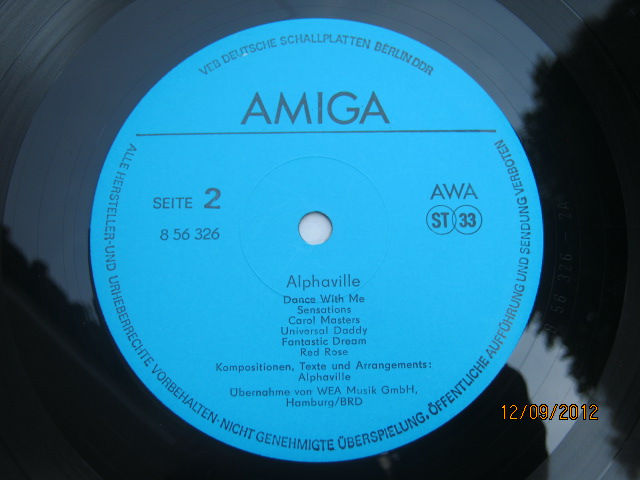 VEB DEUTSCHE SCHALLPLATTEN BERLIN DDR
AMIGA
SEITE 2
8 56 326
AWA
ST 33
Alphaville
Dance With Me
Sensations
Carol Masters
Universal Daddy
Fantastic Dream
Red Rose
Kompositionen, Texte und Arrangements:
Alphaville
Übernahme von WEA Musik GmbH,
Hamburg/BRD
ALLE HERSTELLER- UND URHEBERRECHTE VORBEHALTEN · NICHT GENEHMIGTE ÜBERSPIELUNG, ÖFFENTLICHE AUFFÜHRUNG UND SENDUNG VERBOTEN
12/09/2012